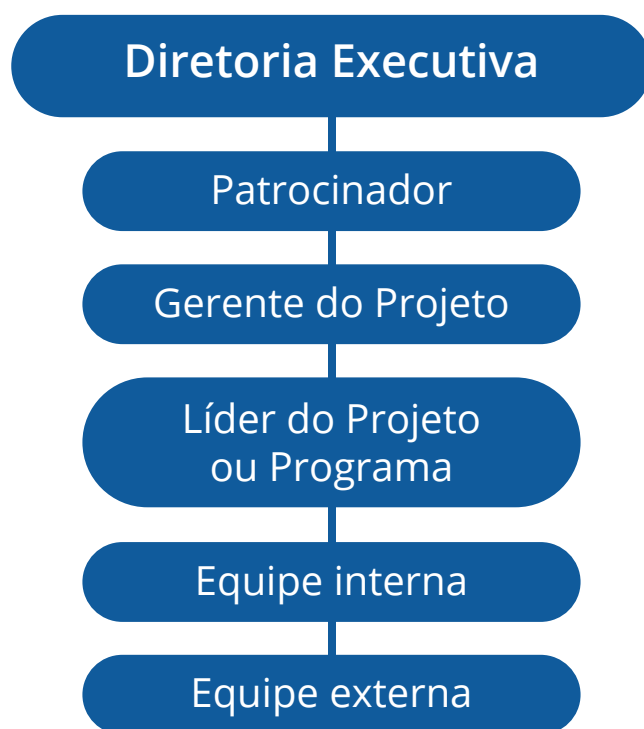 Diretoria Executiva
Patrocinador
Gerente do Projeto
Líder do Projeto
ou Programa
Equipe interna
Equipe externa